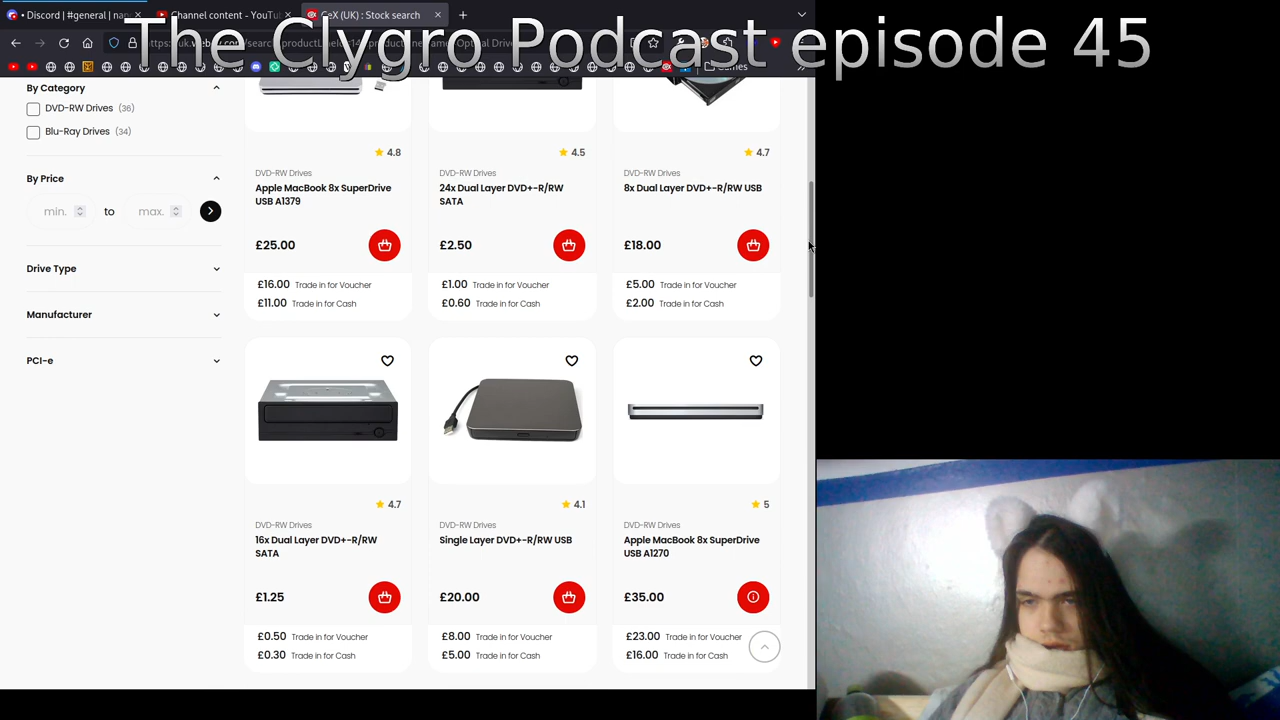 The Clygro Podcast episode 45
Discord | #general | nar
Channel content - YouTu
CeX (UK) : Stock search
Games
By Category
DVD-RW Drives (36)
Blu-Ray Drives (34)
By Price
min. to max.
Drive Type
Manufacturer
PCI-e
4.8
DVD-RW Drives
Apple MacBook 8x SuperDrive
USB A1379
£25.00
£16.00 Trade in for Voucher
£11.00 Trade in for Cash
4.5
DVD-RW Drives
24x Dual Layer DVD+-R/RW
SATA
£2.50
£1.00 Trade in for Voucher
£0.60 Trade in for Cash
4.7
DVD-RW Drives
8x Dual Layer DVD+-R/RW USB
£18.00
£5.00 Trade in for Voucher
£2.00 Trade in for Cash
4.7
DVD-RW Drives
16x Dual Layer DVD+-R/RW
SATA
£1.25
£0.50 Trade in for Voucher
£0.30 Trade in for Cash
4.1
DVD-RW Drives
Single Layer DVD+-R/RW USB
£20.00
£8.00 Trade in for Voucher
£5.00 Trade in for Cash
5
DVD-RW Drives
Apple MacBook 8x SuperDrive
USB A1270
£35.00
£23.00 Trade in for Voucher
£16.00 Trade in for Cash